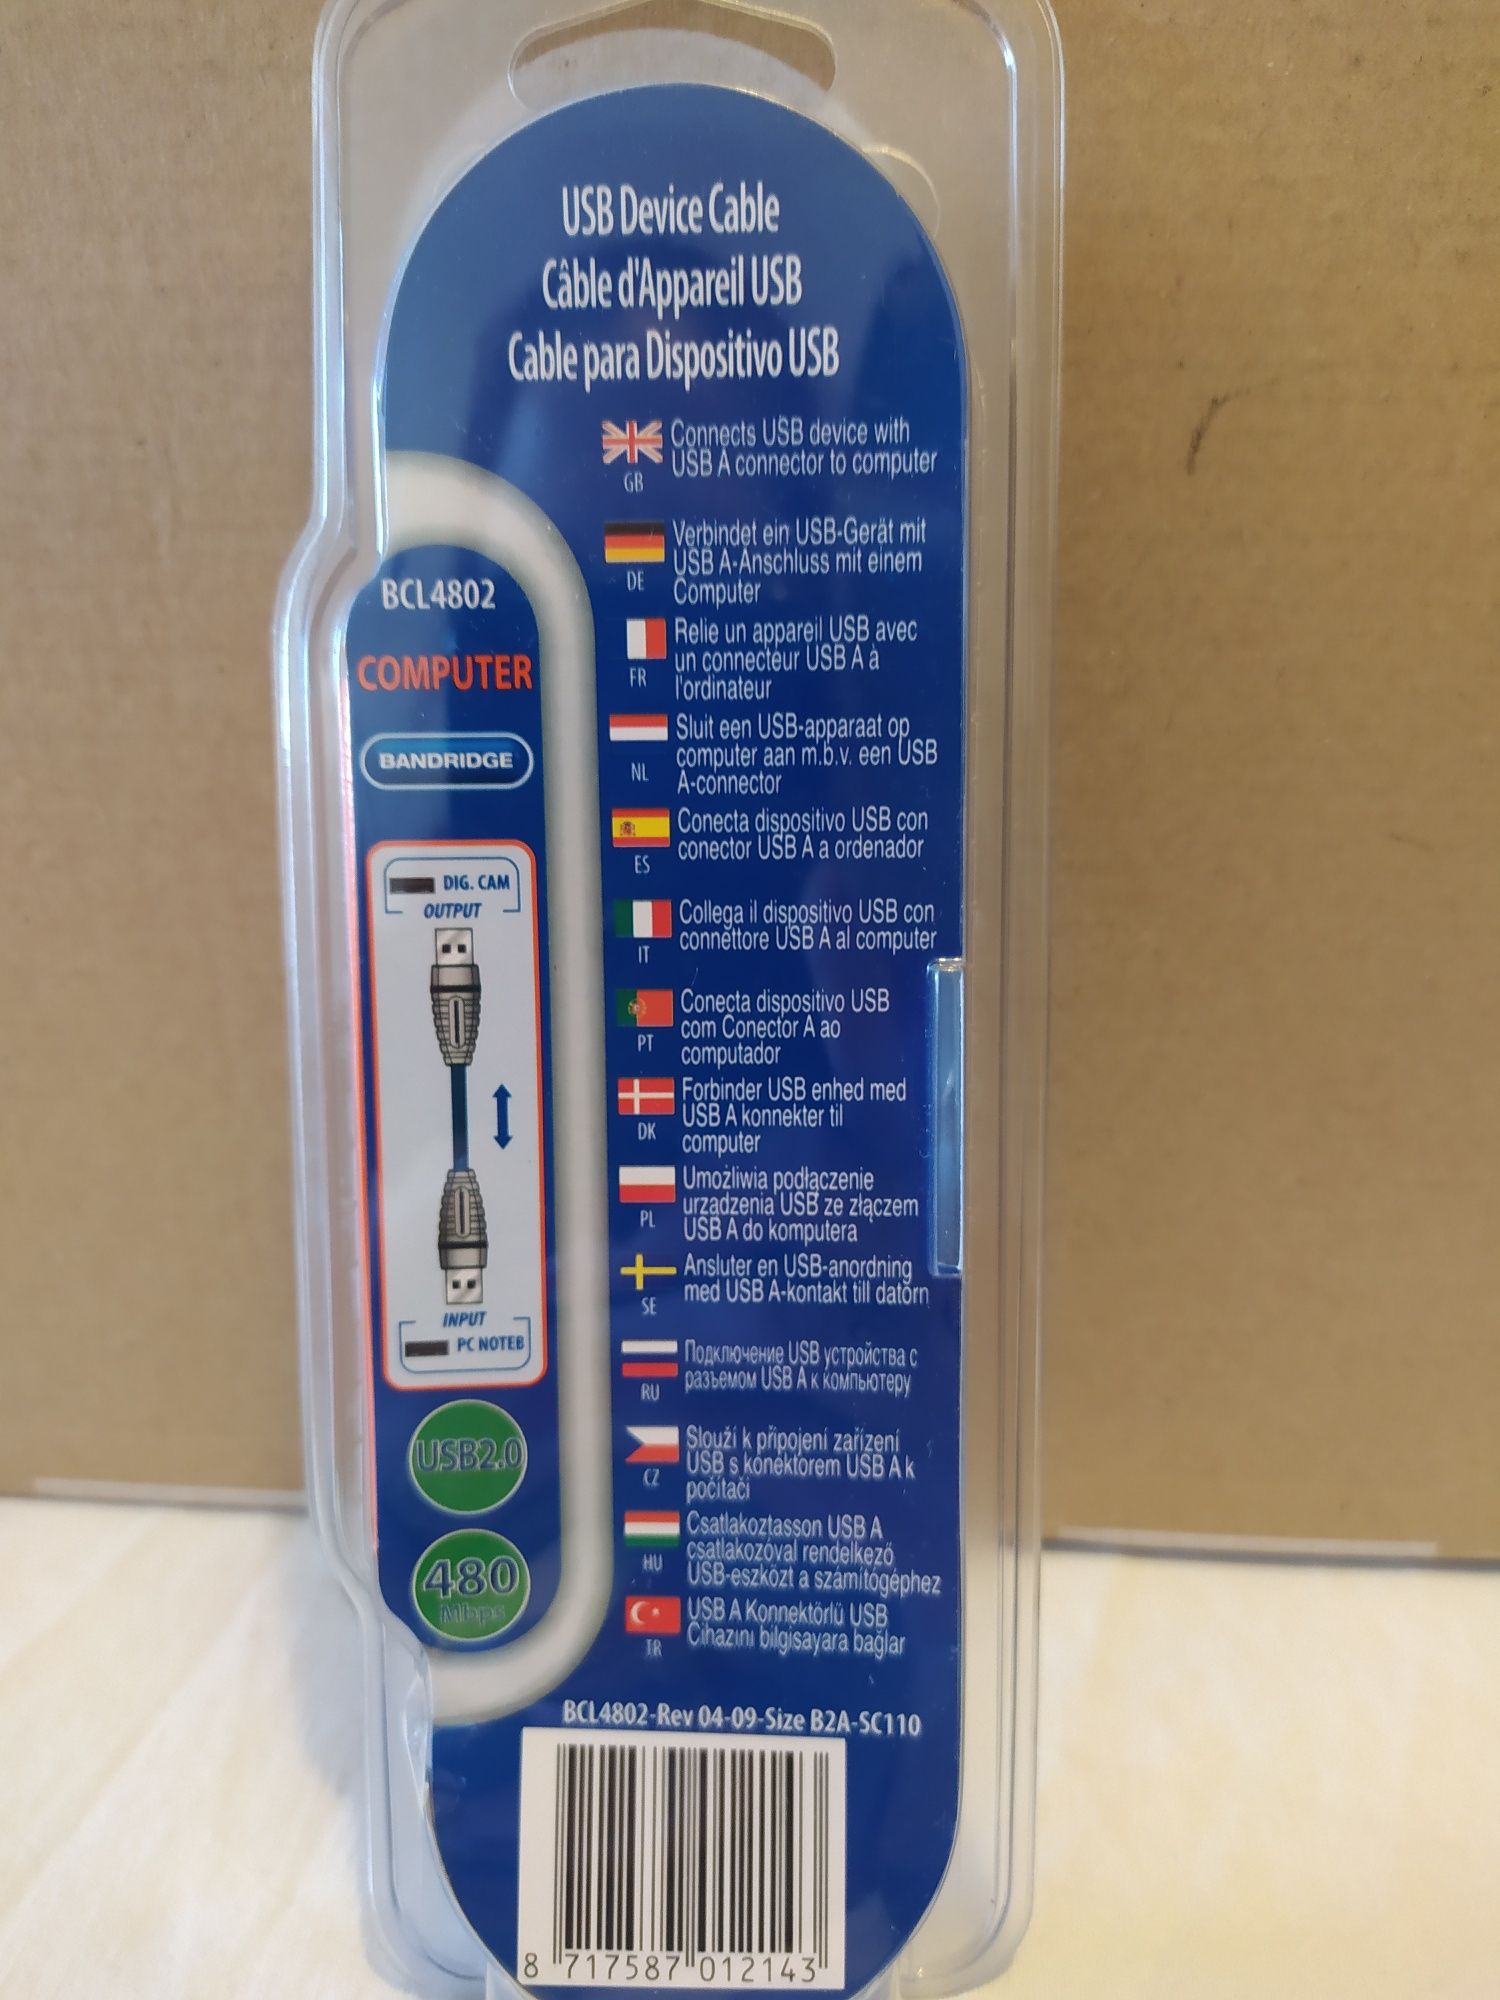 USB Device Cable
Câble d'Appareil USB
Cable para Dispositivo USB
BCL4802
COMPUTER
BANDRIDGE
DIG. CAM
OUTPUT
INPUT
PC NOTEB
USB2.0
480
Mbps
Connects USB device with
USB A connector to computer
GB
Verbindet ein USB-Gerät mit
USB A-Anschluss mit einem
Computer
DE
Relie un appareil USB avec
un connecteur USB A à
l'ordinateur
FR
Sluit een USB-apparaat op
computer aan m.b.v. een USB
A-connector
NL
Conecta dispositivo USB con
conector USB A a ordenador
ES
Collega il dispositivo USB con
connettore USB A al computer
IT
Conecta dispositivo USB
com Conector A ao
computador
PT
Forbinder USB enhed med
USB A konnekter til
computer
DK
Umożliwia podłączenie
urządzenia USB ze złączem
USB A do komputera
PL
Ansluter en USB-anordning
med USB A-kontakt till datorn
SE
Подключение USB устройства с
разъемом USB A к компьютеру
RU
Slouží k připojení zařízení
USB s konektorem USB A k
počítači
CZ
Csatlakoztasson USB A
csatlakozóval rendelkező
USB-eszközt a számítógéphez
HU
USB A Konnektörlü USB
Cihazını bilgisayara bağlar
TR
BCL4802-Rev 04-09-Size B2A-SC110
8 717587 012143